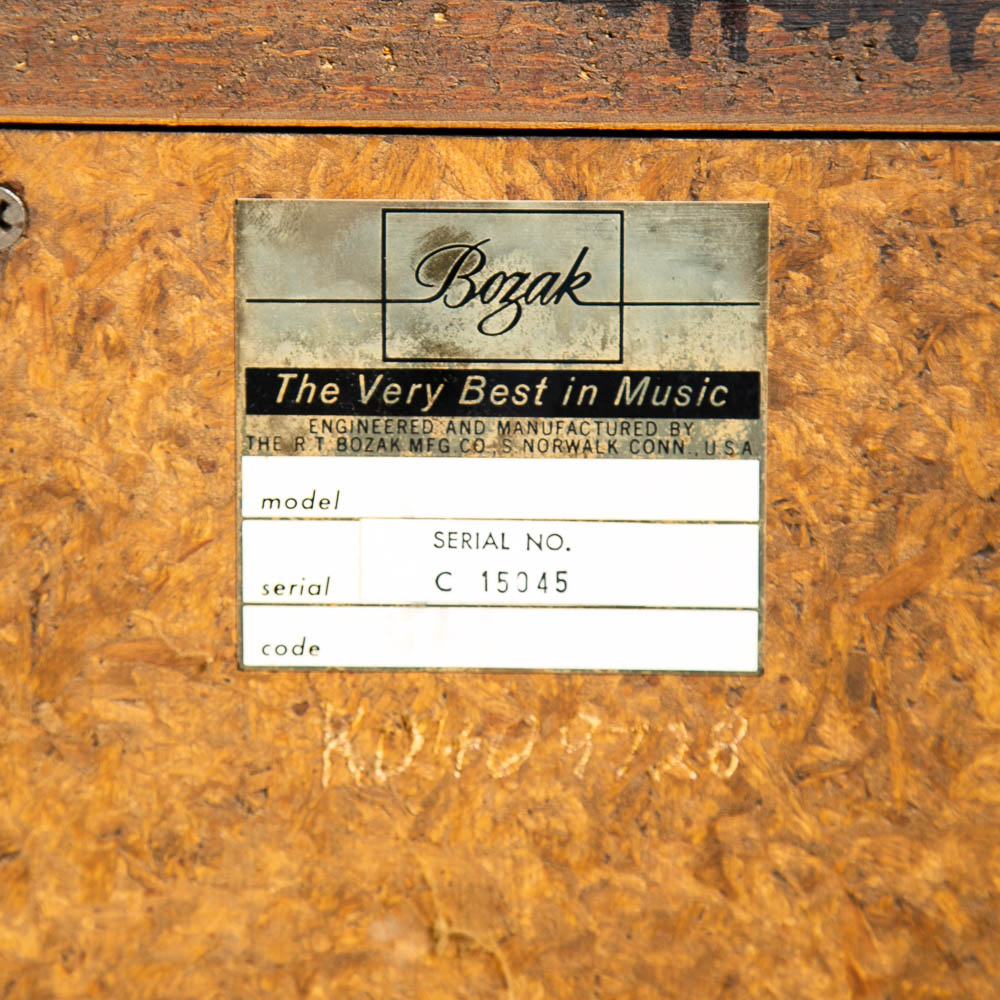 Bozak
The Very Best in Music
ENGINEERED AND MANUFACTURED BY
THE R.T. BOZAK MFG. CO., S. NORWALK CONN., U.S.A.
model
SERIAL NO.
serial C 15045
code